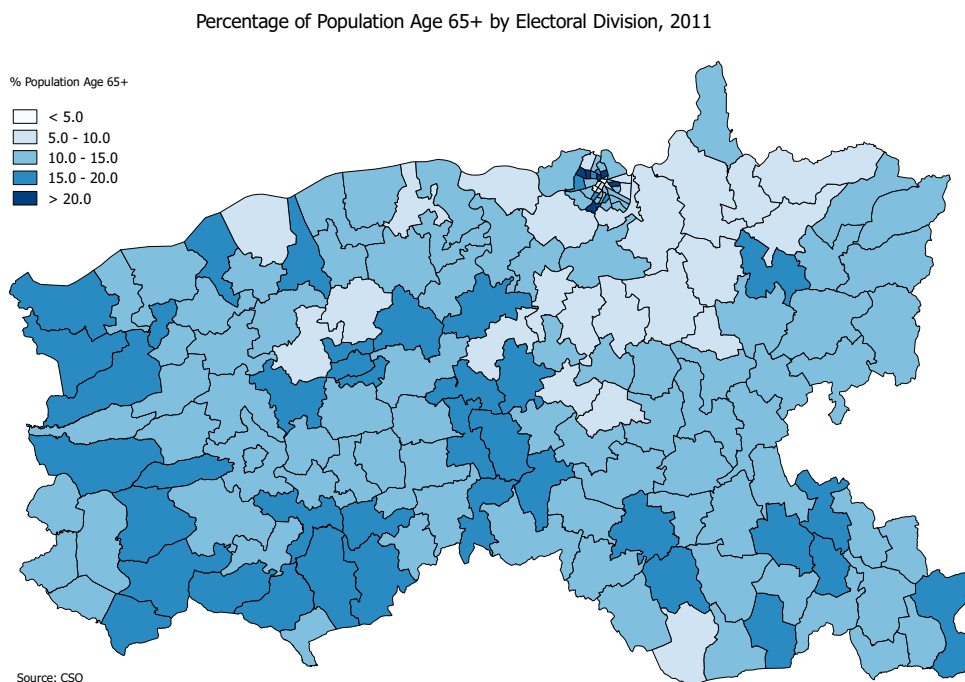 Percentage of Population Age 65+ by Electoral Division, 2011
% Population Age 65+
< 5.0
5.0 - 10.0
10.0 - 15.0
15.0 - 20.0
> 20.0
Source: CSO